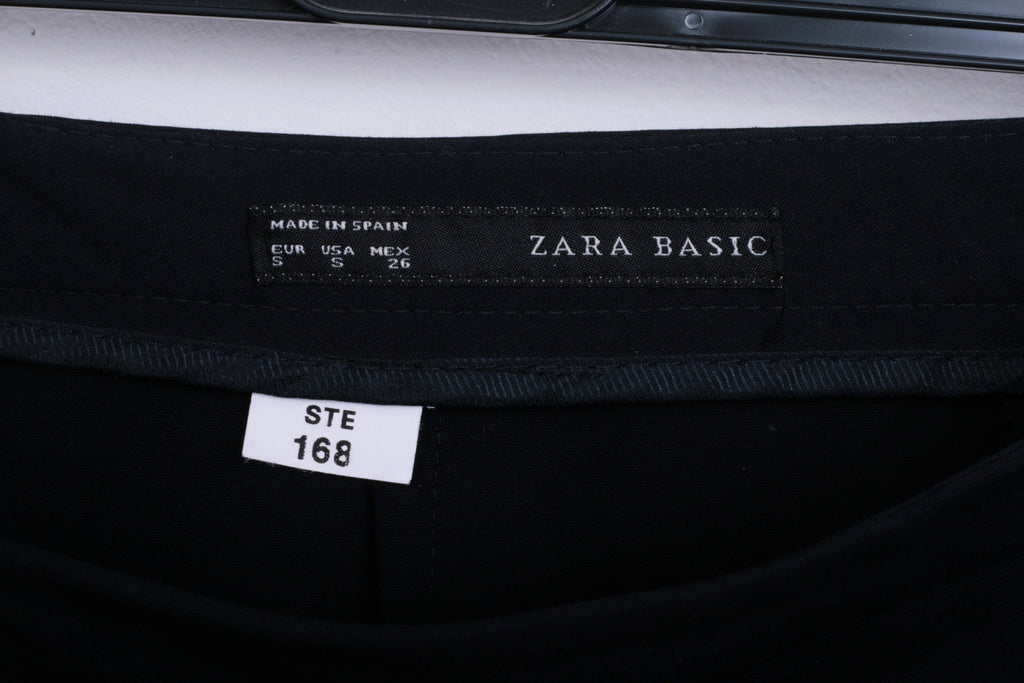 MADE IN SPAIN
EUR USA MEX
S S 26
ZARA BASIC
STE
168